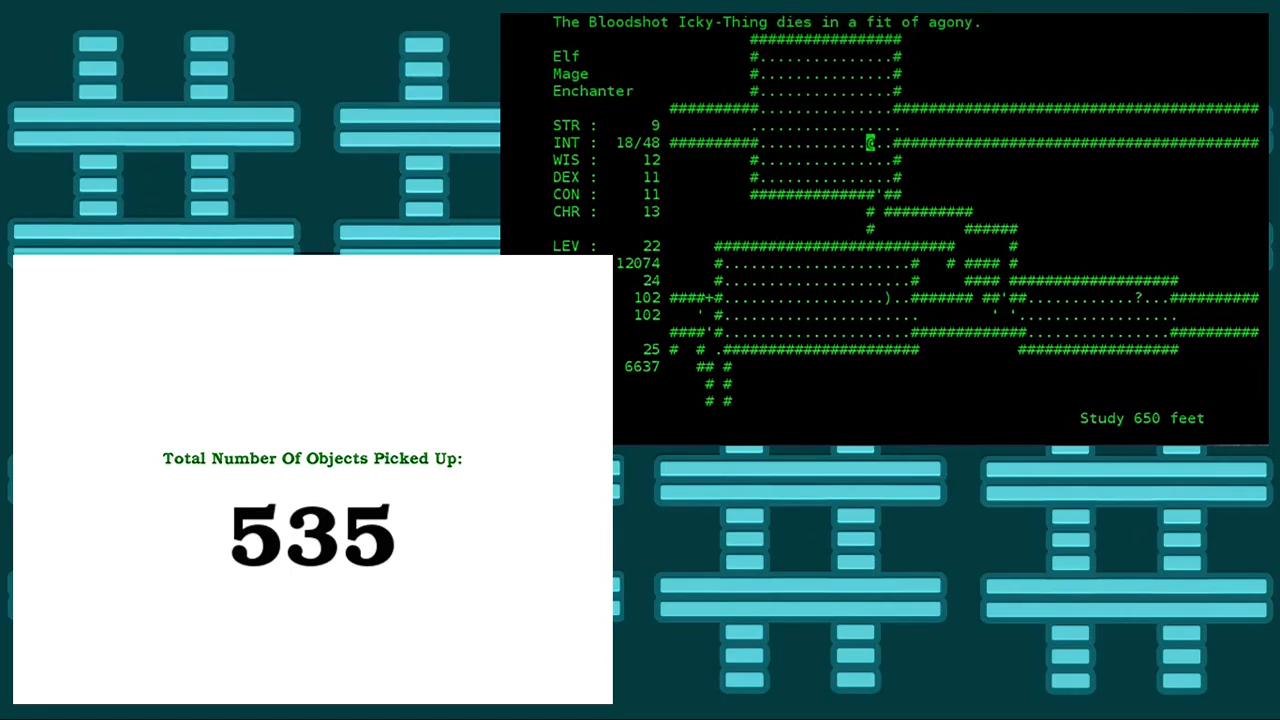 The Bloodshot Icky-Thing dies in a fit of agony.
Elf
Mage
Enchanter
STR : 9
INT : 18/48
WIS : 12
DEX : 11
CON : 11
CHR : 13
LEV : 22
12074
24
102
102
25
6637
Study 650 feet
Total Number Of Objects Picked Up:
535